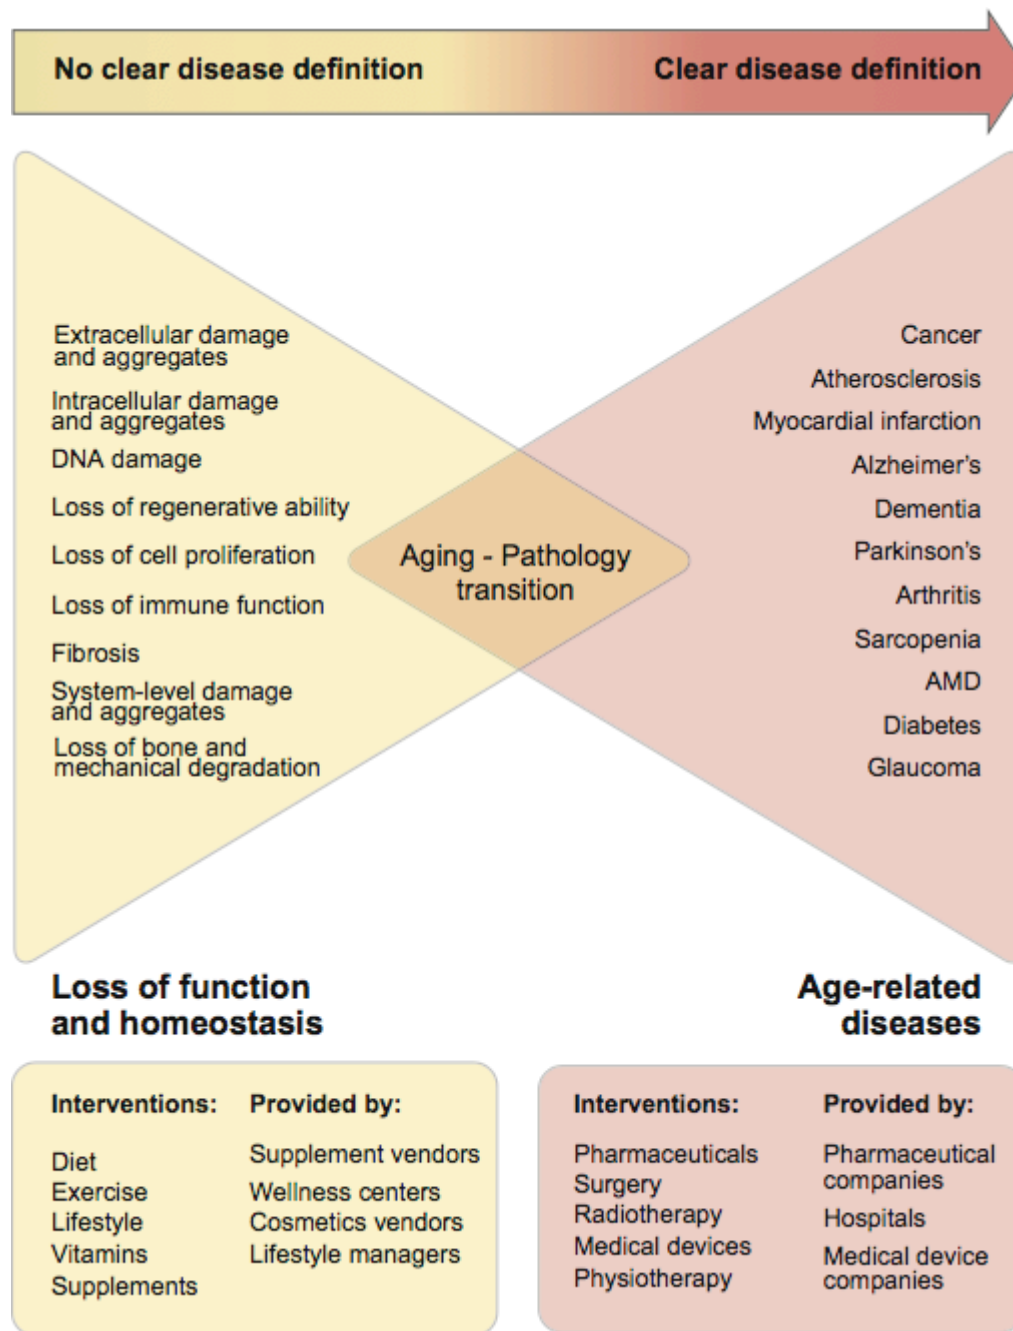 No clear disease definition
Clear disease definition
Extracellular damage
and aggregates
Intracellular damage
and aggregates
DNA damage
Loss of regenerative ability
Loss of cell proliferation
Loss of immune function
Fibrosis
System-level damage
and aggregates
Loss of bone and
mechanical degradation
Aging - Pathology
transition
Cancer
Atherosclerosis
Myocardial infarction
Alzheimer's
Dementia
Parkinson's
Arthritis
Sarcopenia
AMD
Diabetes
Glaucoma
Loss of function
and homeostasis
Age-related
diseases
Interventions:
Diet
Exercise
Lifestyle
Vitamins
Supplements
Provided by:
Supplement vendors
Wellness centers
Cosmetics vendors
Lifestyle managers
Interventions:
Pharmaceuticals
Surgery
Radiotherapy
Medical devices
Physiotherapy
Provided by:
Pharmaceutical
companies
Hospitals
Medical device
companies